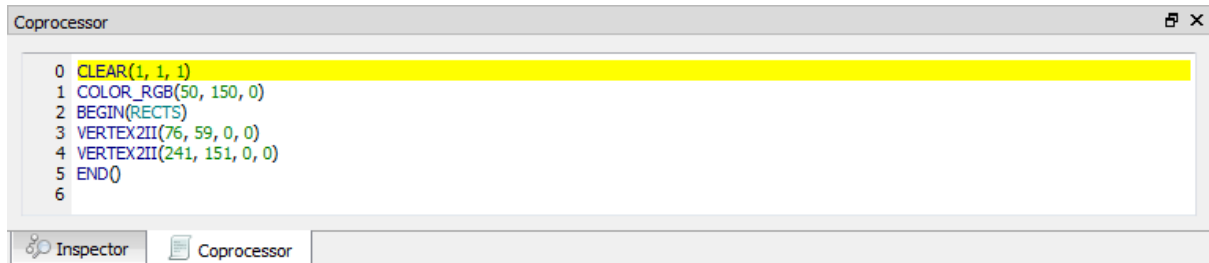 Coprocessor
0 CLEAR(1, 1, 1)
1 COLOR_RGB(50, 150, 0)
2 BEGIN(RECTS)
3 VERTEX2II(76, 59, 0, 0)
4 VERTEX2II(241, 151, 0, 0)
5 END()
6
Inspector Coprocessor